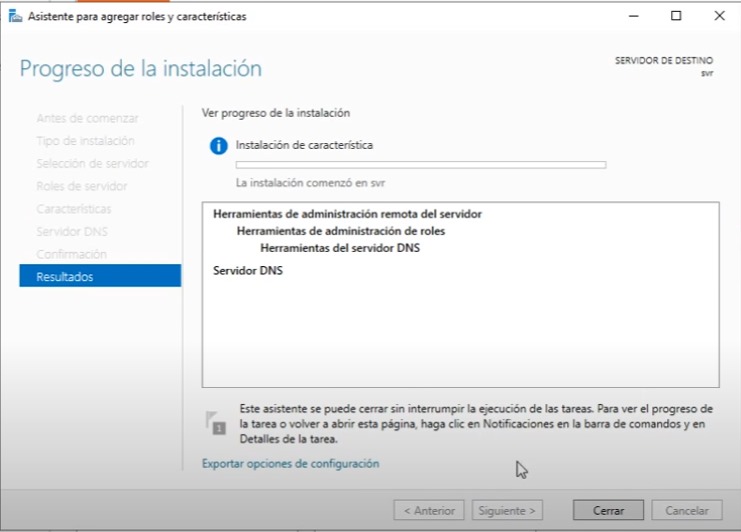 Asistente para agregar roles y características
Progreso de la instalación
SERVIDOR DE DESTINO
svr
Antes de comenzar
Tipo de instalación
Selección de servidor
Roles de servidor
Características
Servidor DNS
Confirmación
Resultados
Ver progreso de la instalación
Instalación de característica
La instalación comenzó en svr
Herramientas de administración remota del servidor
Herramientas de administración de roles
Herramientas del servidor DNS
Servidor DNS
1
Este asistente se puede cerrar sin interrumpir la ejecución de las tareas. Para ver el progreso de
la tarea o volver a abrir esta página, haga clic en Notificaciones en la barra de comandos y en
Detalles de la tarea.
Exportar opciones de configuración
< Anterior
Siguiente >
Cerrar
Cancelar